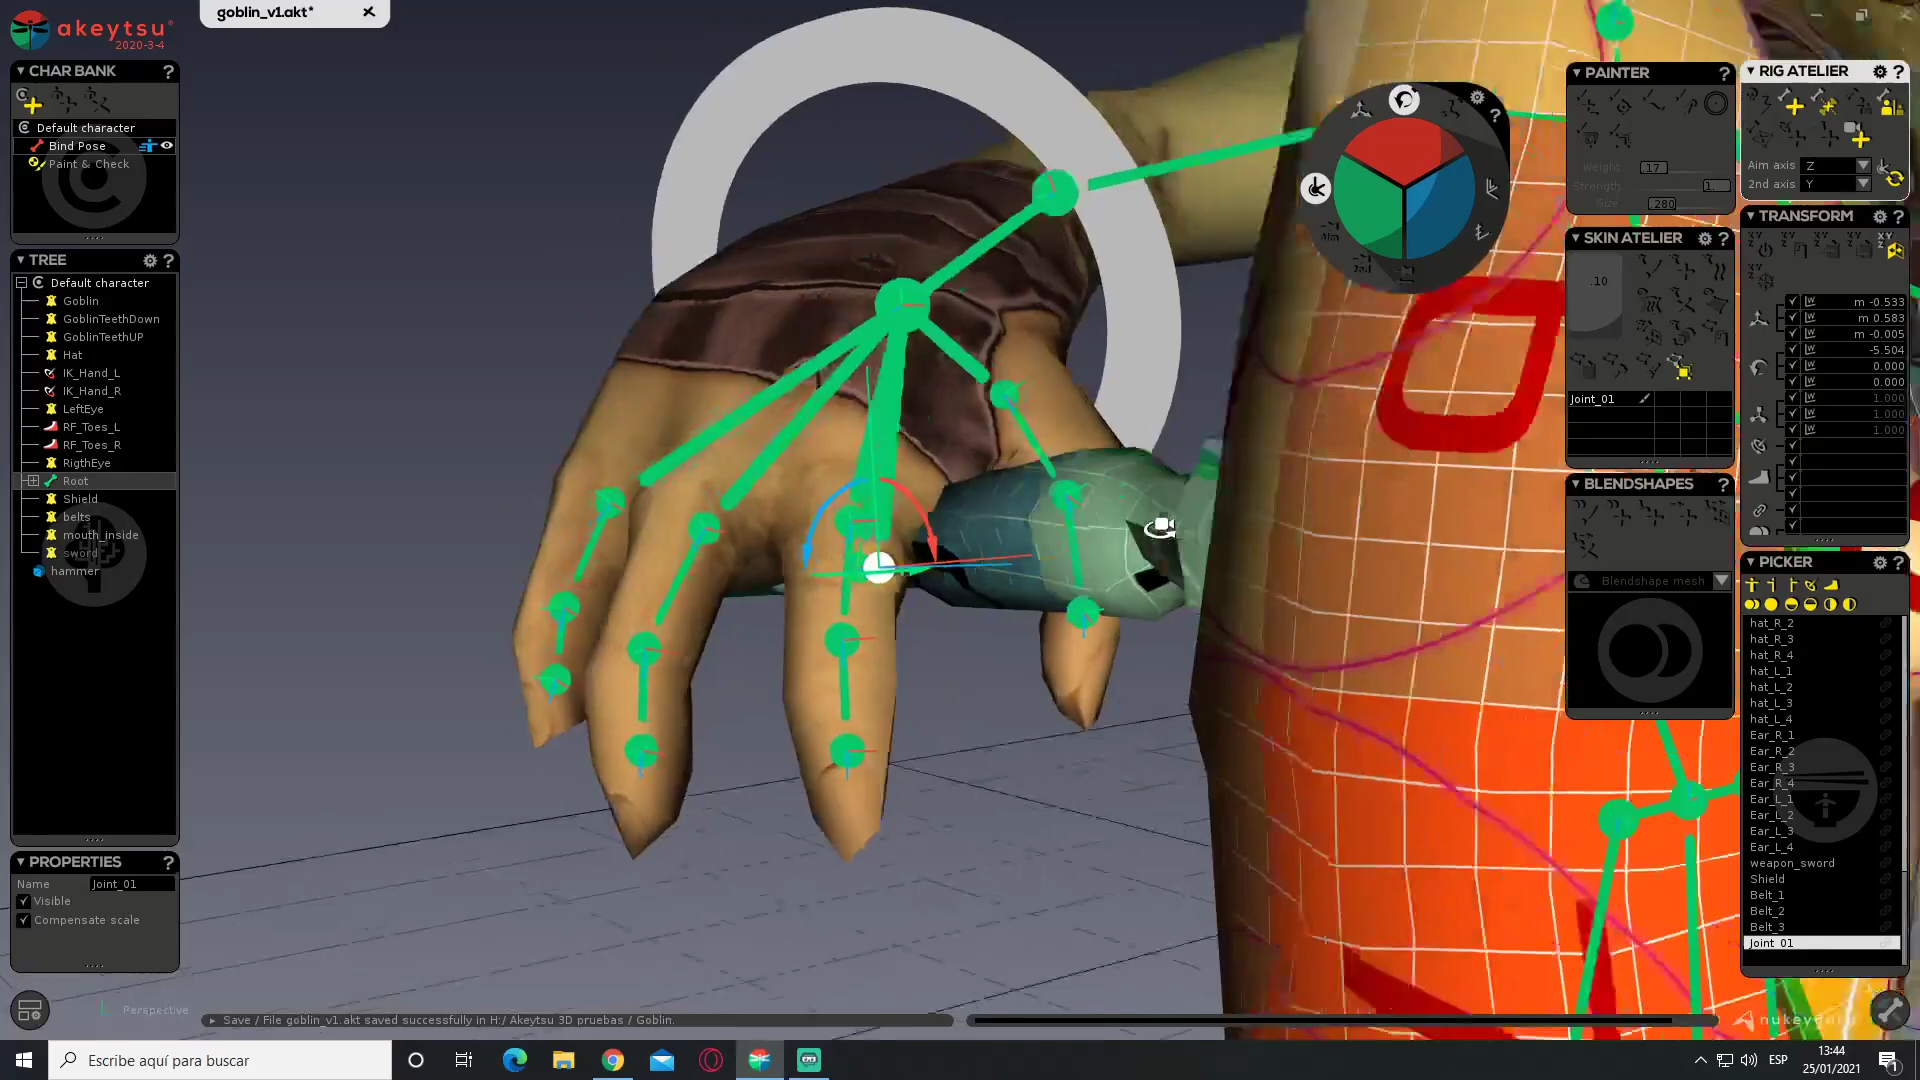 goblin_v1.akt*
akeytsu
2020-3-4
CHAR BANK
?
Default character
Bind Pose
Paint & Check
TREE
?
Default character
Goblin
GoblinTeethDown
GoblinTeethUP
Hat
IK_Hand_L
IK_Hand_R
LeftEye
RF_Toes_L
RF_Toes_R
RigthEye
Root
Shield
belts
mouth_inside
sword
hammer
PROPERTIES
?
Name Joint_01
Visible
Compensate scale
Perspective
Save / File goblin_v1.akt saved successfully in H:/ Akeytsu 3D pruebas / Goblin.
?
Aim
2nd
PAINTER
?
Weight .17
Strength 1.
Size .280
SKIN ATELIER
?
.10
Joint_01
BLENDSHAPES
?
Blendshape mesh
RIG ATELIER
?
Aim axis Z
2nd axis Y
TRANSFORM
?
m -0.533
m 0.583
m -0.005
-5.504
0.000
0.000
1.000
1.000
1.000
PICKER
?
hat_R_2
hat_R_3
hat_R_4
hat_L_1
hat_L_2
hat_L_3
hat_L_4
Ear_R_1
Ear_R_2
Ear_R_3
Ear_R_4
Ear_L_1
Ear_L_2
Ear_L_3
Ear_L_4
weapon_sword
Shield
Belt_1
Belt_2
Belt_3
Joint_01
Escribe aquí para buscar
ESP
13:44
25/01/2021
1